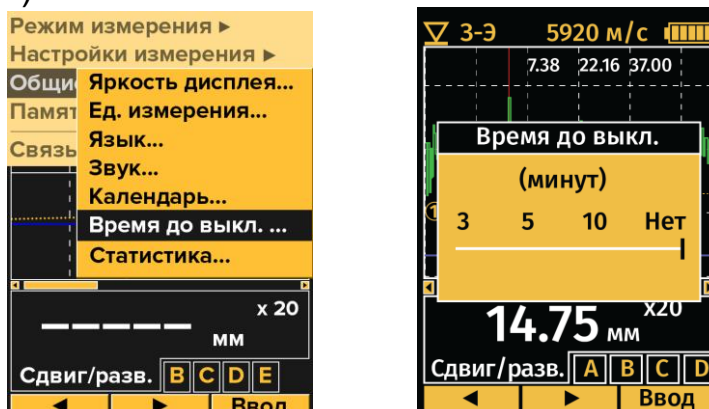 Режим измерения ►
Настройки измерения ►
Общи
Памят
Связь
Яркость дисплея...
Ед. измерения...
Язык...
Звук...
Календарь...
Время до выкл. ...
Статистика...
x 20
мм
Сдвиг/разв. B C D E
◄ ► Ввод
З-Э 5920 м/с
7.38 22.16 37.00
Время до выкл.
(минут)
3 5 10 Нет
14.75 мм x20
Сдвиг/разв. A B C D
◄ ► Ввод